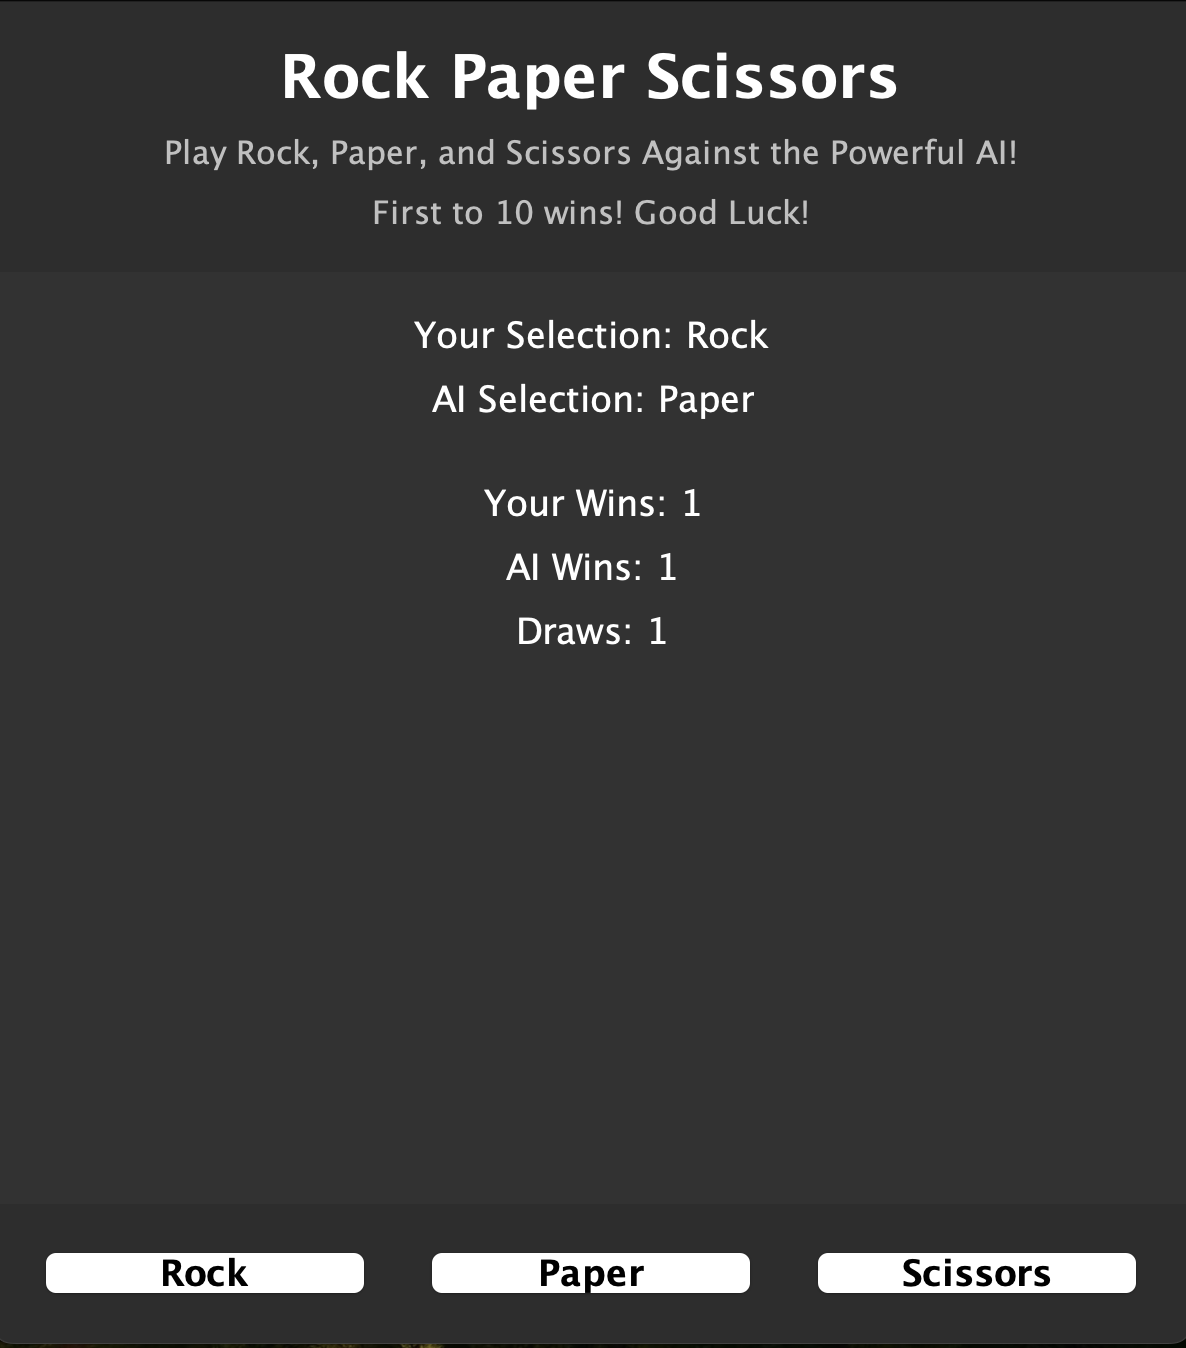 Rock Paper Scissors
Play Rock, Paper, and Scissors Against the Powerful AI!
First to 10 wins! Good Luck!
Your Selection: Rock
AI Selection: Paper
Your Wins: 1
AI Wins: 1
Draws: 1
Rock
Paper
Scissors